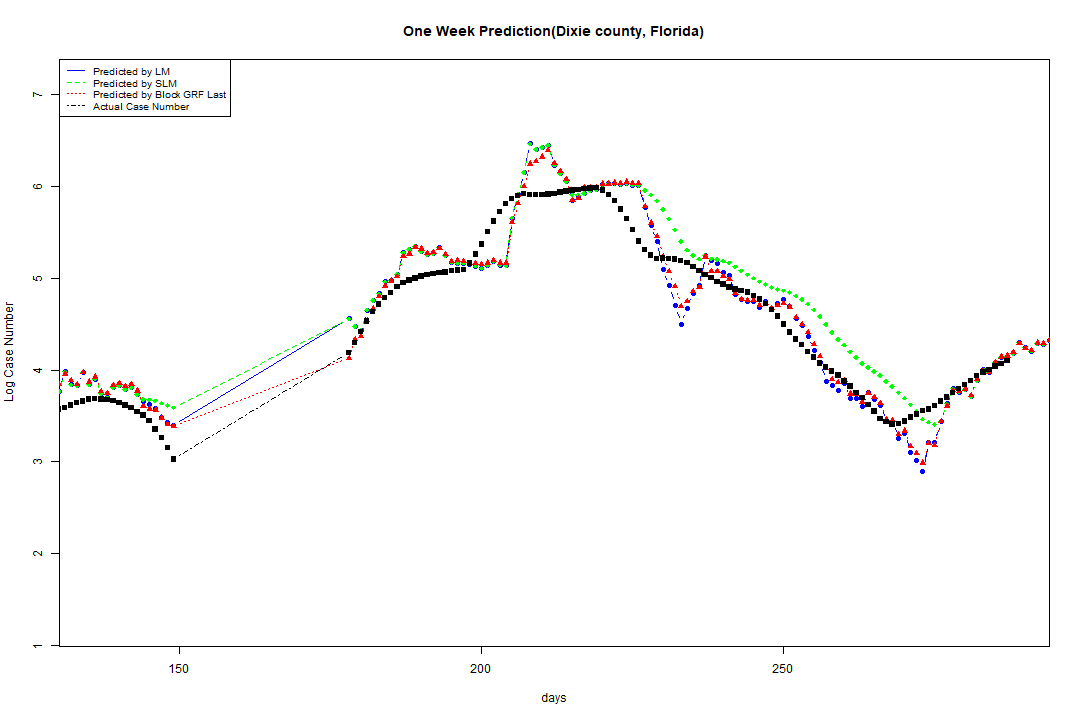 One Week Prediction(Dixie county, Florida)
Predicted by LM
Predicted by SLM
Predicted by Block GRF Last
Actual Case Number
7
6
5
4
3
2
1
Log Case Number
150
200
250
days